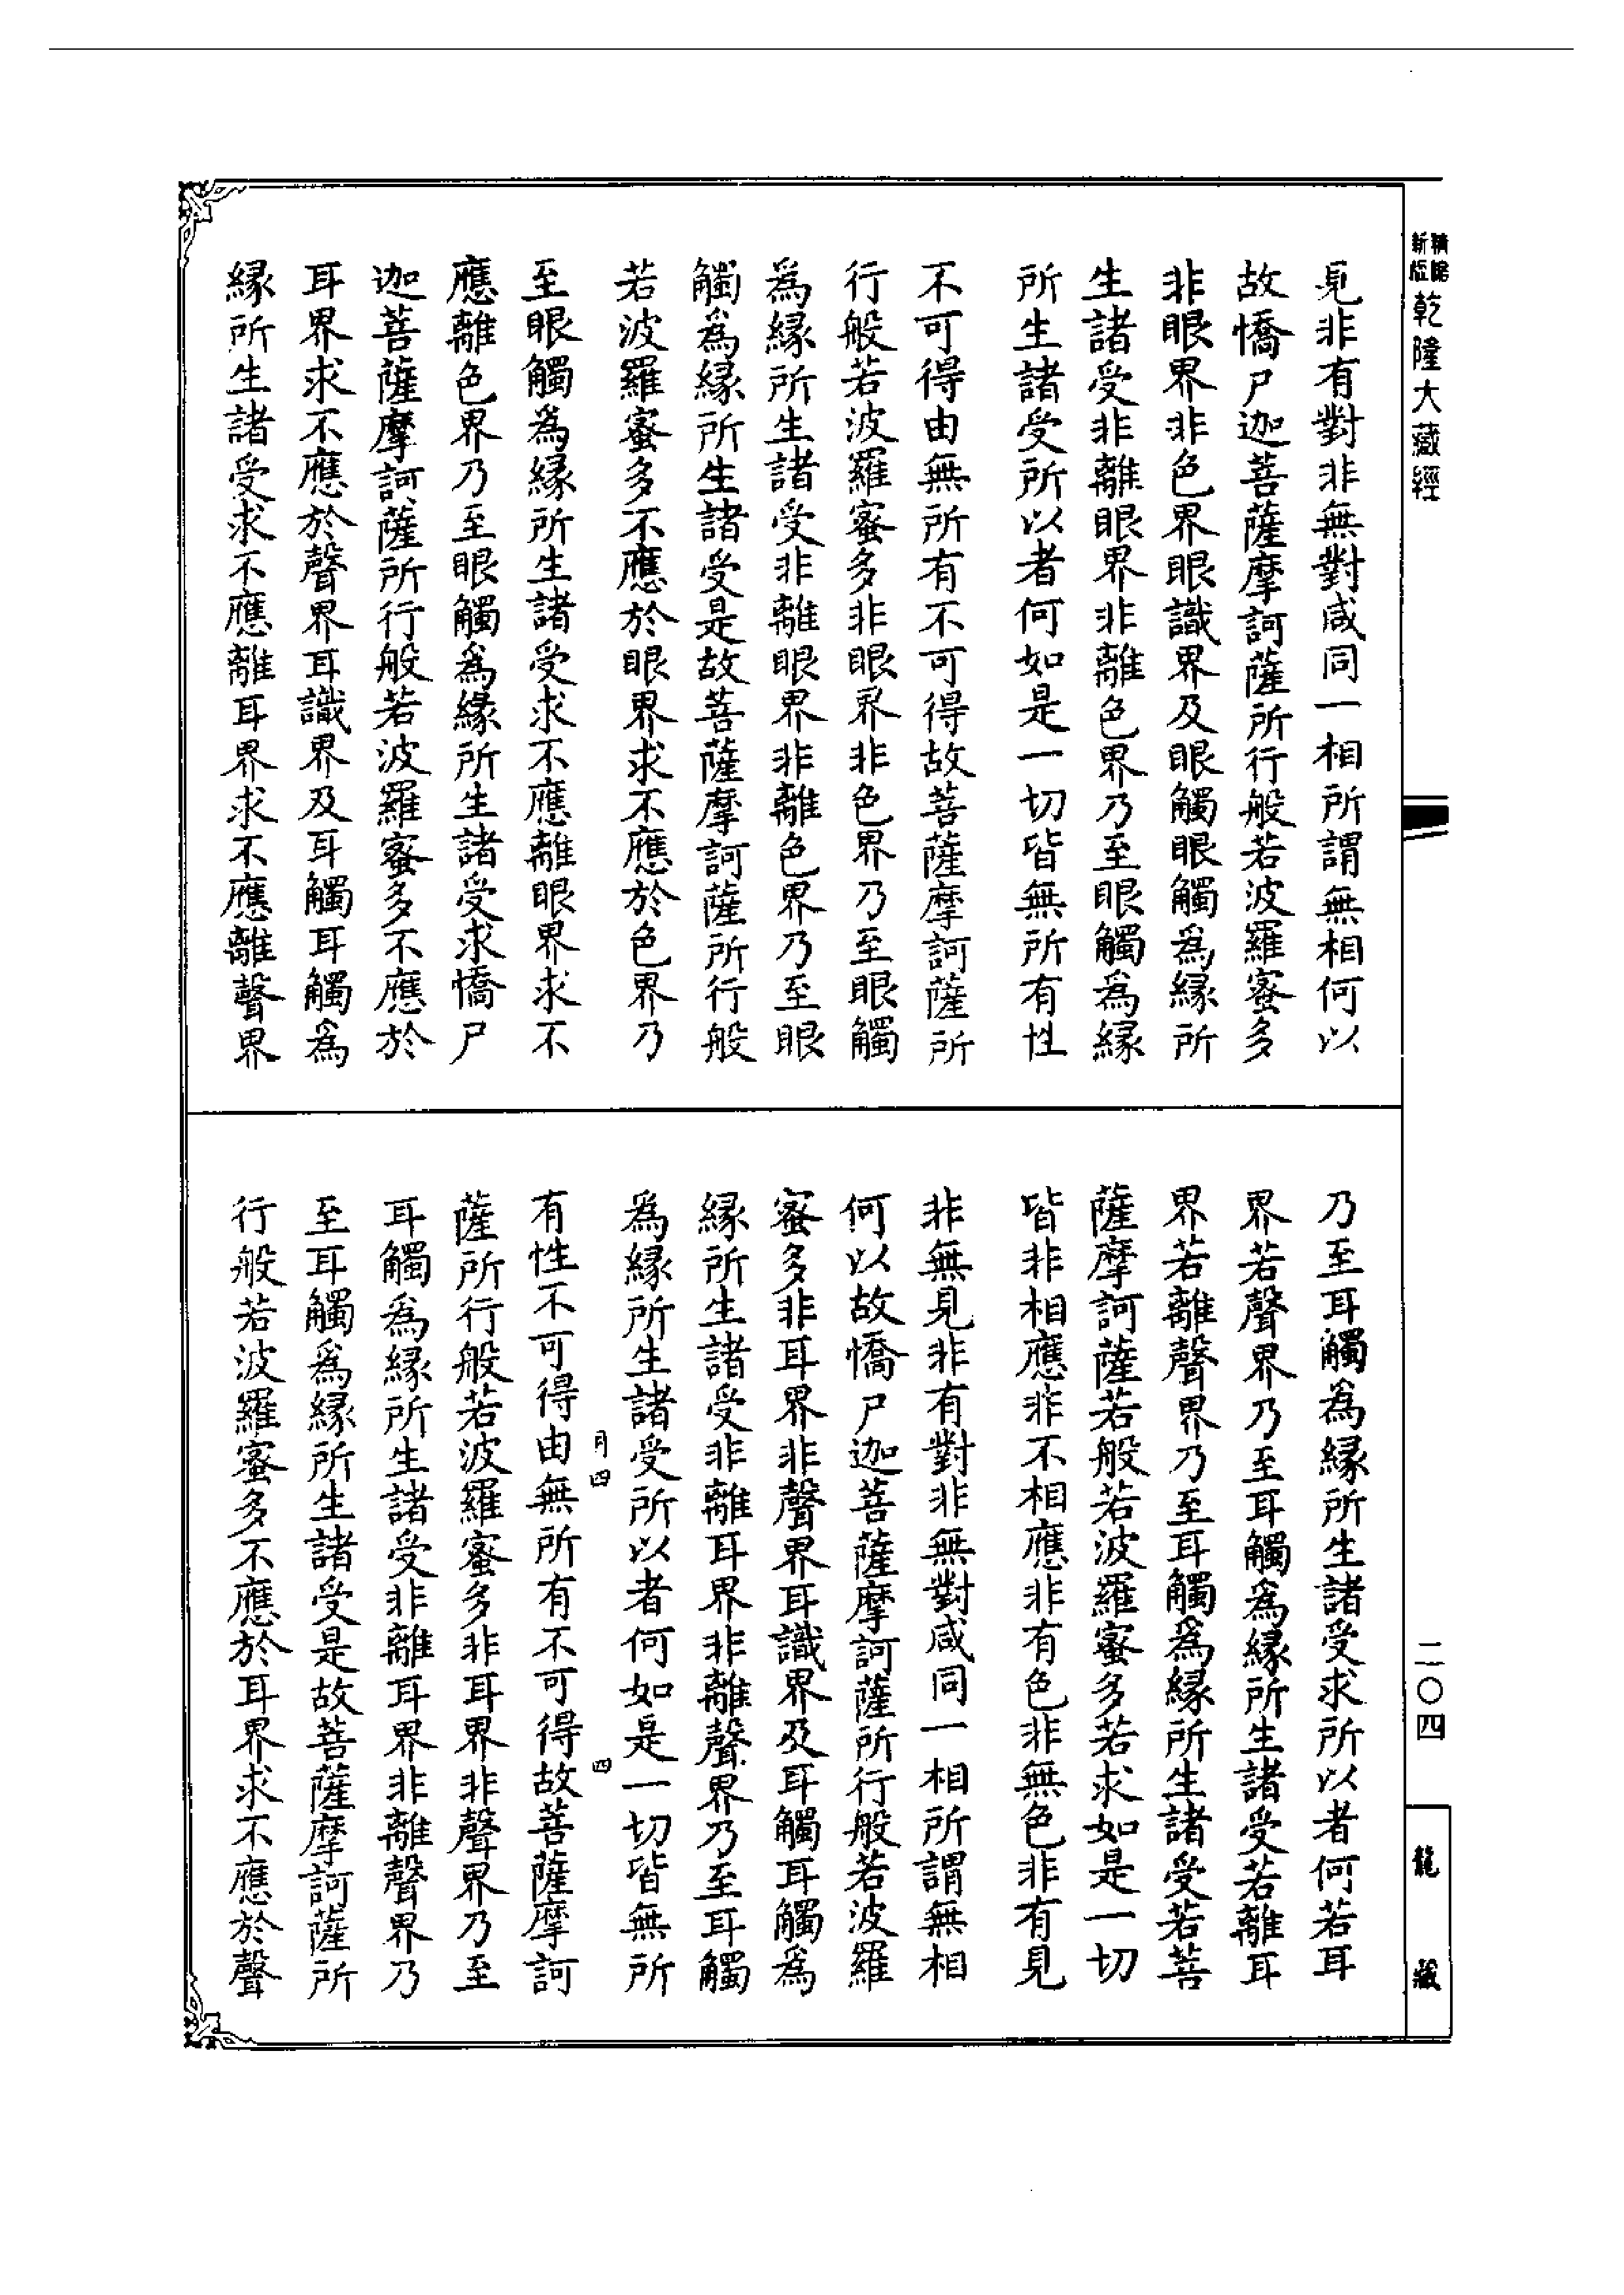 新編縮版乾隆大藏經
見非有對非無對咸同一相所謂無相何以
故憍尸迦菩薩摩訶薩所行般若波羅蜜多
非眼界非色界眼識界及眼觸眼觸為緣所
生諸受非離眼界非離色界乃至眼觸為緣
所生諸受所以者何如是一切皆無所有性
不可得由無所有不可得故菩薩摩訶薩所
行般若波羅蜜多非眼界非色界乃至眼觸
為緣所生諸受非離眼界非離色界乃至眼
觸為緣所生諸受是故菩薩摩訶薩所行般
若波羅蜜多不應於眼界求不應於色界乃
至眼觸為緣所生諸受求不應離眼界求不
應離色界乃至眼觸為緣所生諸受求憍尸
迦菩薩摩訶薩所行般若波羅蜜多不應於
耳界求不應於聲界耳識界及耳觸耳觸為
緣所生諸受求不應離耳界求不應離聲界
乃至耳觸為緣所生諸受求所以者何若耳
界若聲界乃至耳觸為緣所生諸受若離耳
界若離聲界乃至耳觸為緣所生諸受若菩
薩摩訶薩若般若波羅蜜多若求如是一切
皆非相應非不相應非有色非無色非有見
非無見非有對非無對咸同一相所謂無相
何以故憍尸迦菩薩摩訶薩所行般若波羅
蜜多非耳界非聲界耳識界及耳觸耳觸為
緣所生諸受非離耳界非離聲界乃至耳觸
為緣所生諸受所以者何如是一切皆無所
四 四
有性不可得由無所有不可得故菩薩摩訶
薩所行般若波羅蜜多非耳界非聲界乃至
耳觸為緣所生諸受非離耳界非離聲界乃
至耳觸為緣所生諸受是故菩薩摩訶薩所
行般若波羅蜜多不應於耳界求不應於聲
二〇四
龍藏